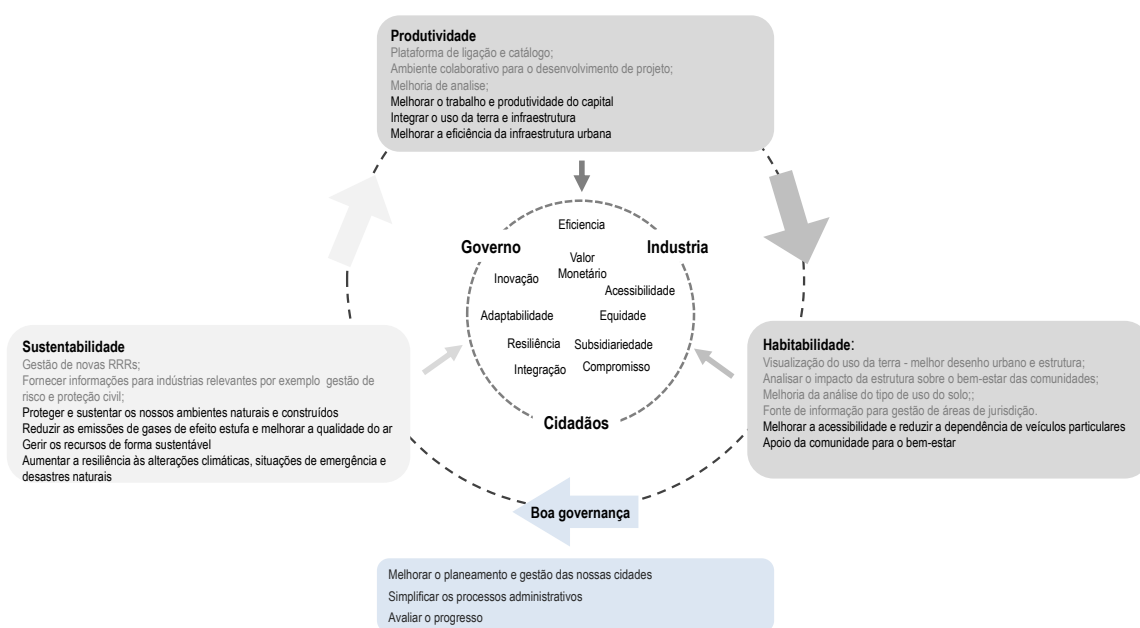 Produtividade
Plataforma de ligação e catálogo;
Ambiente colaborativo para o desenvolvimento de projeto;
Melhoria de analise;
Melhorar o trabalho e produtividade do capital
Integrar o uso da terra e infraestrutura
Melhorar a eficiência da infraestrutura urbana
Eficiencia
Governo
Industria
Valor
Monetário
Inovação
Acessibilidade
Adaptabilidade
Equidade
Resiliência
Subsidiariedade
Integração
Compromisso
Cidadãos
Sustentabilidade
Gestão de novas RRRs;
Fornecer informações para indústrias relevantes por exemplo gestão de
risco e proteção civil;
Proteger e sustentar os nossos ambientes naturais e construídos
Reduzir as emissões de gases de efeito estufa e melhorar a qualidade do ar
Gerir os recursos de forma sustentável
Aumentar a resiliência às alterações climáticas, situações de emergência e
desastres naturais
Habitabilidade:
Visualização do uso da terra - melhor desenho urbano e estrutura;
Analisar o impacto da estrutura sobre o bem-estar das comunidades;
Melhoria da análise do tipo de uso do solo;;
Fonte de informação para gestão de áreas de jurisdição.
Melhorar a acessibilidade e reduzir a dependência de veículos particulares
Apoio da comunidade para o bem-estar
Boa governança
Melhorar o planeamento e gestão das nossas cidades
Simplificar os processos administrativos
Avaliar o progresso